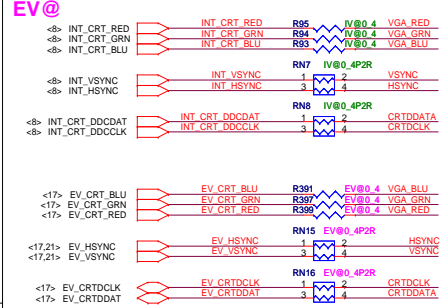 EV@
<8> INT_CRT_RED INT_CRT_RED R95 IV@0_4 VGA_RED
<8> INT_CRT_GRN INT_CRT_GRN R94 IV@0_4 VGA_GRN
<8> INT_CRT_BLU INT_CRT_BLU R93 IV@0_4 VGA_BLU
RN7 IV@0_4P2R
<8> INT_VSYNC INT_VSYNC 1 2 VSYNC
<8> INT_HSYNC INT_HSYNC 3 4 HSYNC
RN8 IV@0_4P2R
<8> INT_CRT_DDCDAT INT_CRT_DDCDAT 1 2 CRTDDATA
<8> INT_CRT_DDCCLK INT_CRT_DDCCLK 3 4 CRTDCLK
<17> EV_CRT_BLU EV_CRT_BLU R391 EV@0_4 VGA_BLU
<17> EV_CRT_GRN EV_CRT_GRN R397 EV@0_4 VGA_GRN
<17> EV_CRT_RED EV_CRT_RED R399 EV@0_4 VGA_RED
RN15 EV@0_4P2R
<17,21> EV_HSYNC EV_HSYNC 1 2 HSYNC
<17,21> EV_VSYNC EV_VSYNC 3 4 VSYNC
RN16 EV@0_4P2R
<17> EV_CRTDCLK EV_CRTDCLK 1 2 CRTDCLK
<17> EV_CRTDDAT EV_CRTDDAT 3 4 CRTDDATA